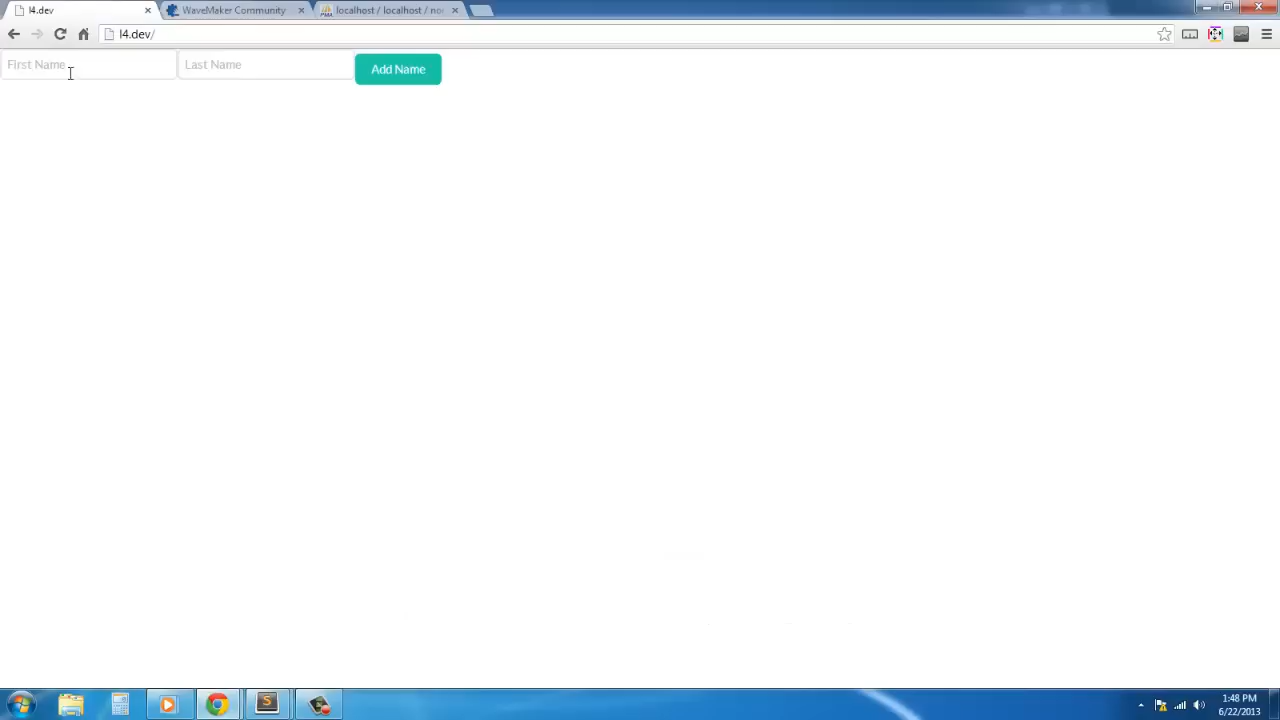 l4.dev
WaveMaker Community
localhost / localhost / no
l4.dev/
First Name
Last Name
Add Name
1:48 PM
6/22/2013